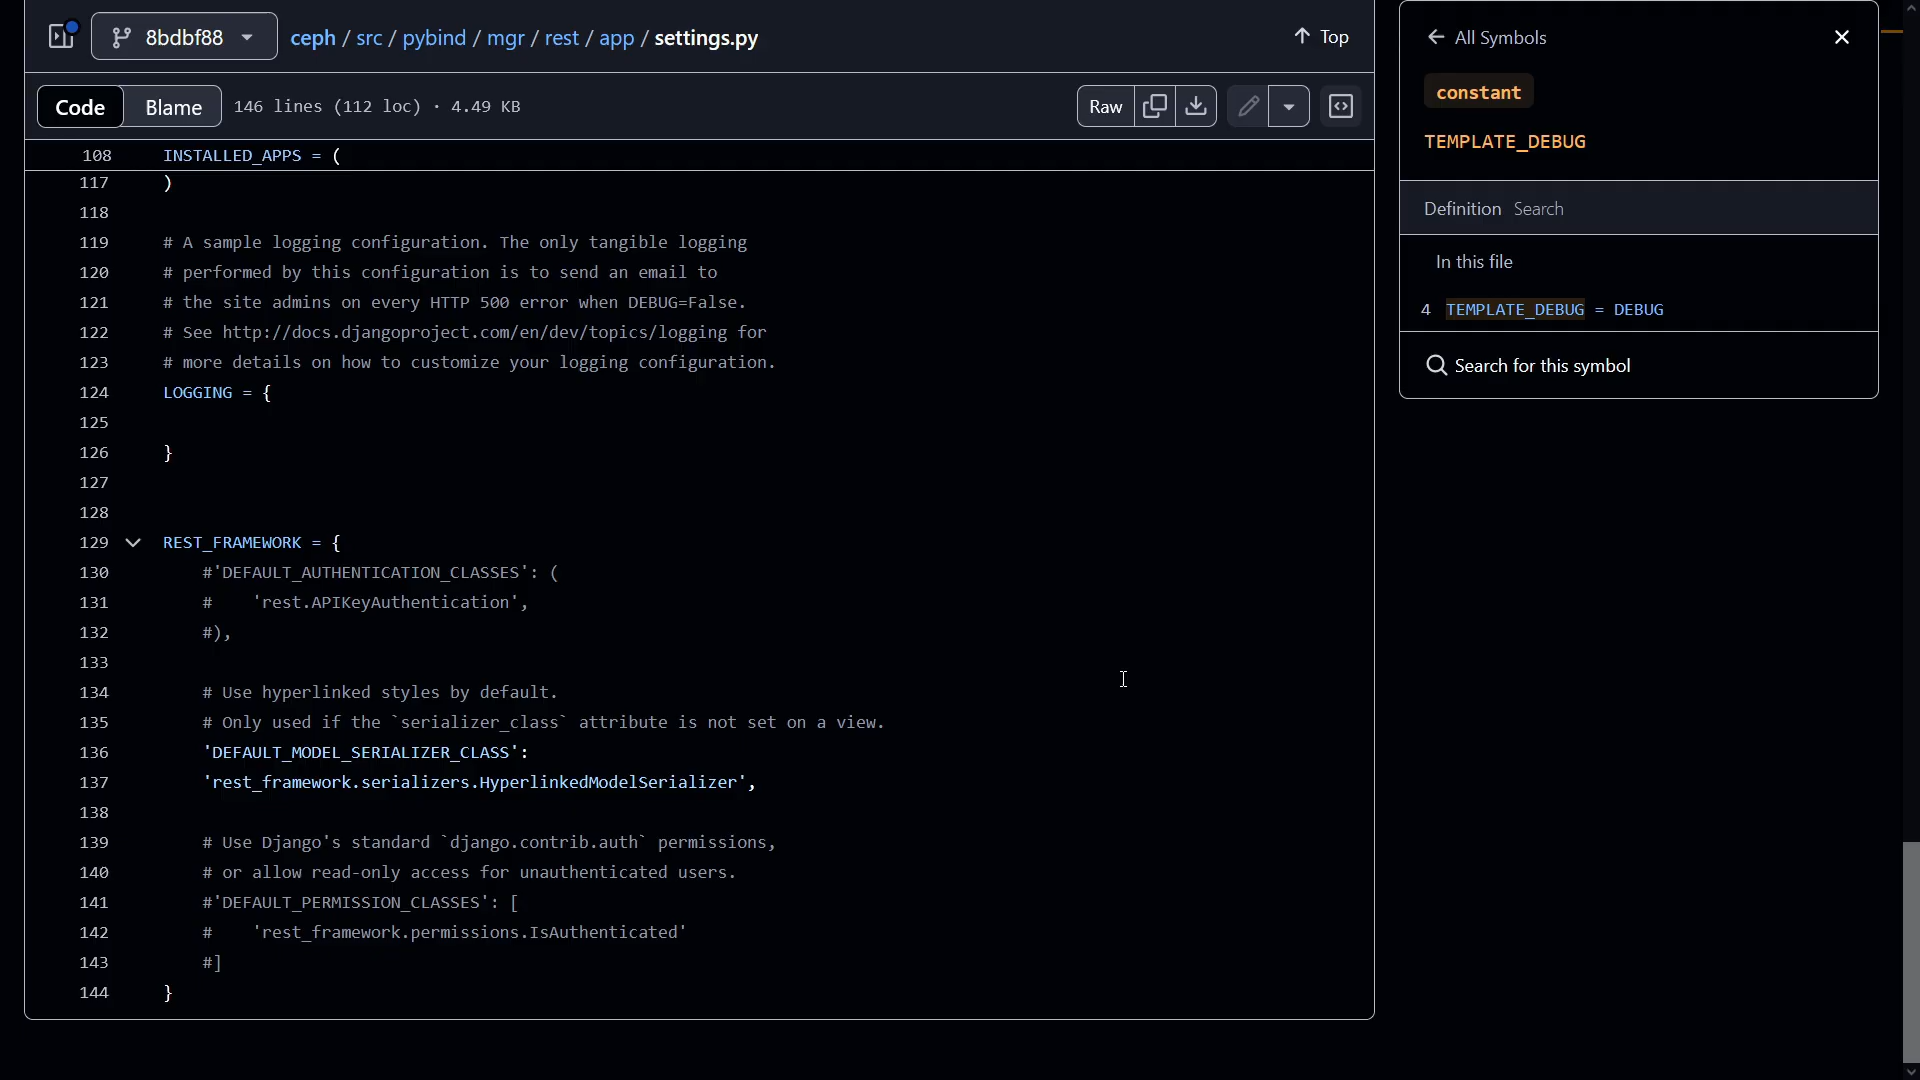 8bdbf88
ceph / src / pybind / mgr / rest / app / settings.py
Top
Code
Blame
146 lines (112 loc) · 4.49 KB
Raw
108 INSTALLED_APPS = (
117 )
118
119 # A sample logging configuration. The only tangible logging
120 # performed by this configuration is to send an email to
121 # the site admins on every HTTP 500 error when DEBUG=False.
122 # See http://docs.djangoproject.com/en/dev/topics/logging for
123 # more details on how to customize your logging configuration.
124 LOGGING = {
125
126 }
127
128
129 REST_FRAMEWORK = {
130 #'DEFAULT_AUTHENTICATION_CLASSES': (
131 #    'rest.APIKeyAuthentication',
132 #),
133
134 # Use hyperlinked styles by default.
135 # Only used if the `serializer_class` attribute is not set on a view.
136 'DEFAULT_MODEL_SERIALIZER_CLASS':
137 'rest_framework.serializers.HyperlinkedModelSerializer',
138
139 # Use Django's standard `django.contrib.auth` permissions,
140 # or allow read-only access for unauthenticated users.
141 #'DEFAULT_PERMISSION_CLASSES': [
142 #    'rest_framework.permissions.IsAuthenticated'
143 #]
144 }
All Symbols
constant
TEMPLATE_DEBUG
Definition Search
In this file
4 TEMPLATE_DEBUG = DEBUG
Search for this symbol